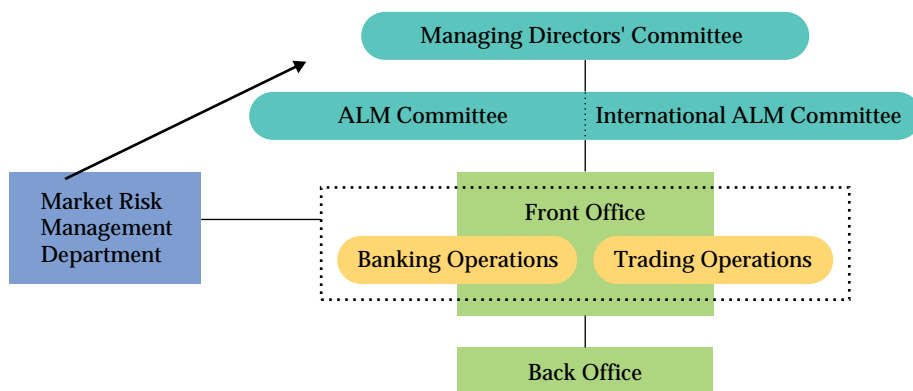 Managing Directors' Committee
ALM Committee
International ALM Committee
Market Risk
Management
Department
Front Office
Banking Operations
Trading Operations
Back Office